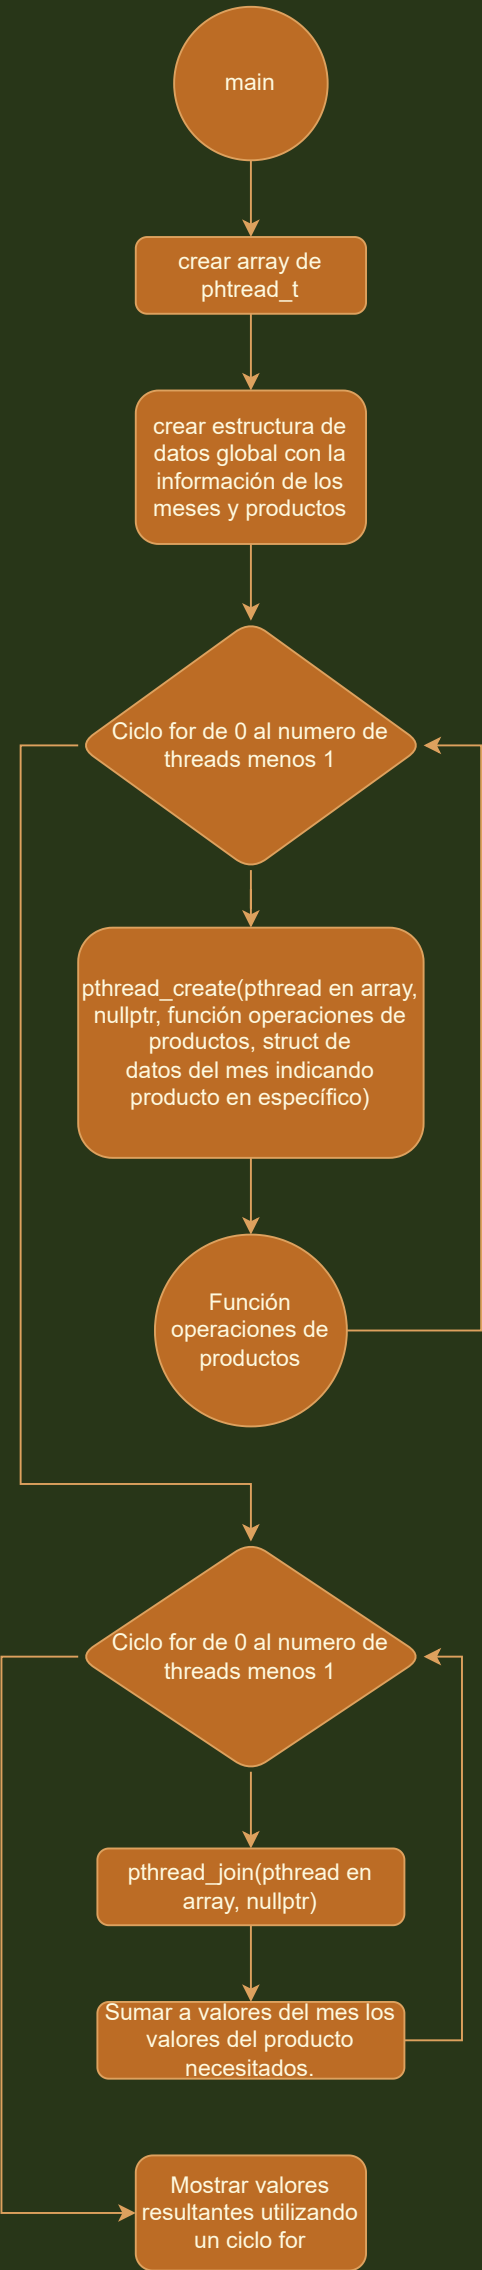 main
crear array de
phtread_t
crear estructura de
datos global con la
información de los
meses y productos
Ciclo for de 0 al numero de
threads menos 1
pthread_create(pthread en array,
nullptr, función operaciones de
productos, struct de
datos del mes indicando
producto en específico)
Función
operaciones de
productos
Ciclo for de 0 al numero de
threads menos 1
pthread_join(pthread en
array, nullptr)
Sumar a valores del mes los
valores del producto
necesitados.
Mostrar valores
resultantes utilizando
un ciclo for